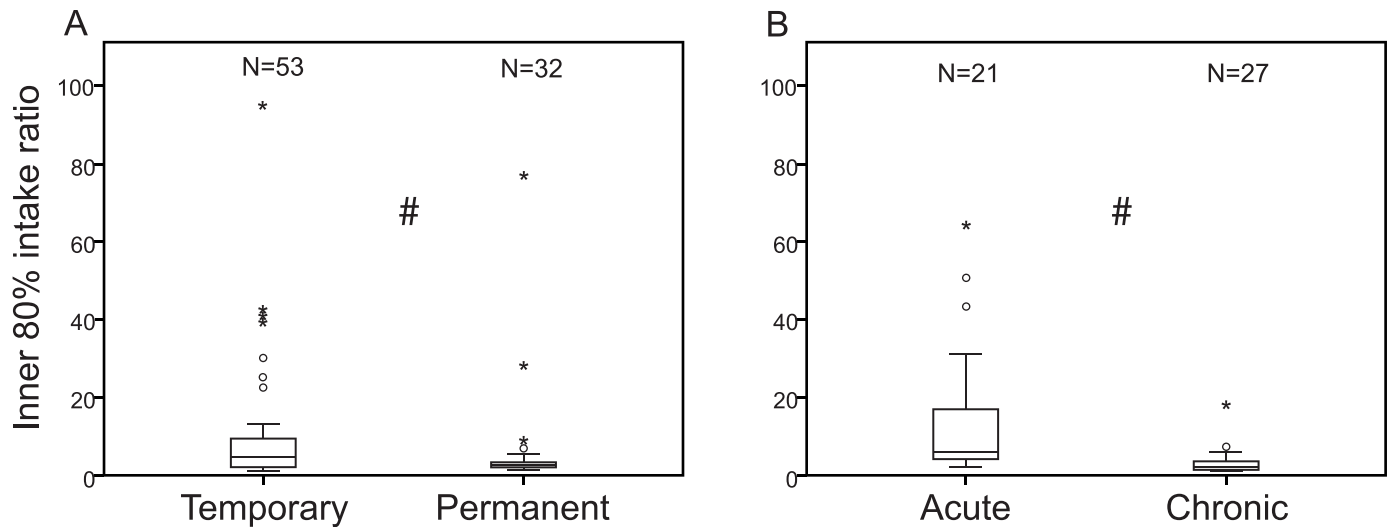 A
Inner 80% intake ratio
N=53
N=32
100
80
60
40
20
0
#
Temporary
Permanent
B
N=21
N=27
100
80
60
40
20
0
#
Acute
Chronic